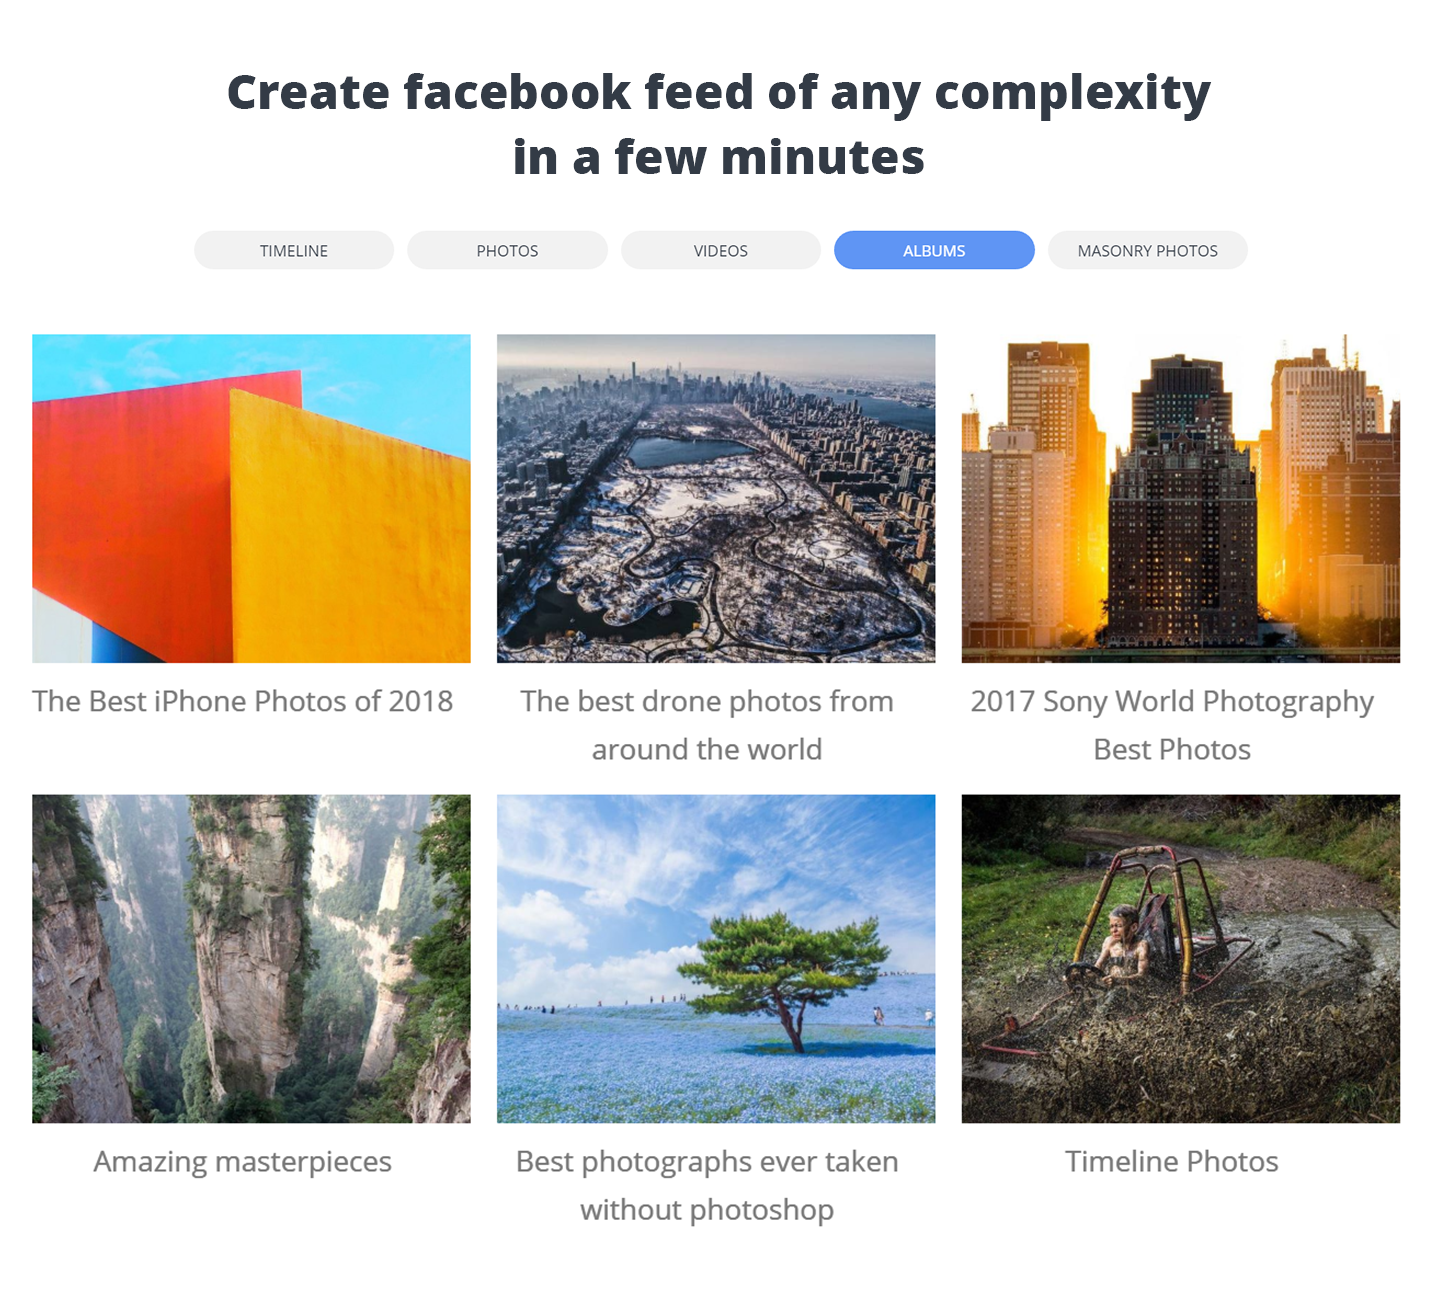 Create facebook feed of any complexity
in a few minutes
TIMELINE
PHOTOS
VIDEOS
ALBUMS
MASONRY PHOTOS
The Best iPhone Photos of 2018
The best drone photos from
around the world
2017 Sony World Photography
Best Photos
Amazing masterpieces
Best photographs ever taken
without photoshop
Timeline Photos